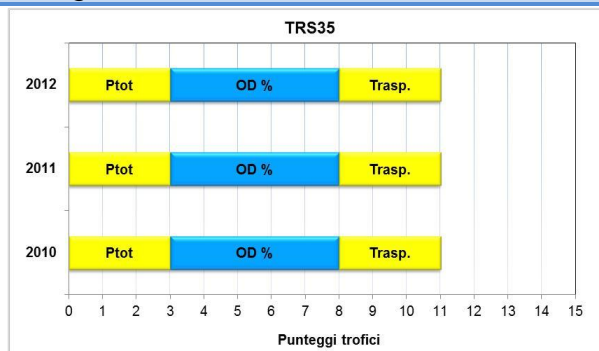 TRS35
2012 Ptot OD % Trasp.
2011 Ptot OD % Trasp.
2010 Ptot OD % Trasp.
0 1 2 3 4 5 6 7 8 9 10 11 12 13 14 15
Punteggi trofici